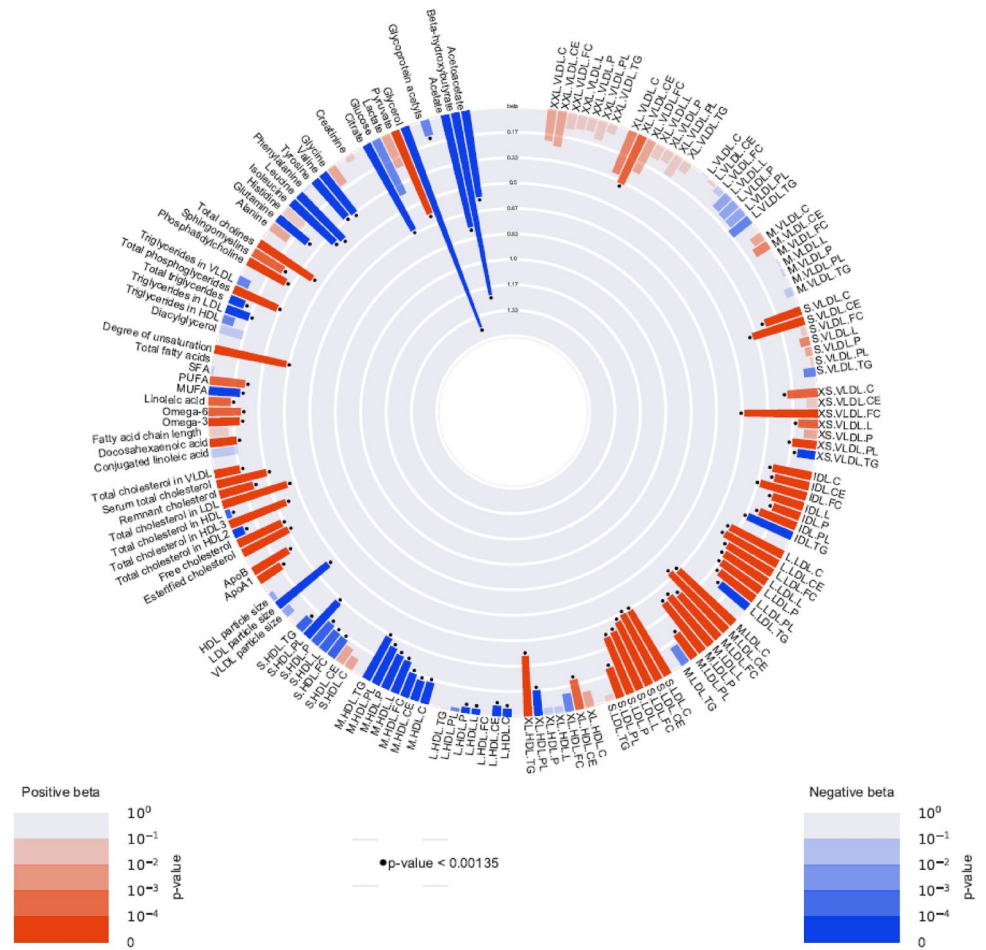 beta
0.17
0.33
0.5
0.67
0.83
1.0
1.17
1.33
XXL.VLDL.C
XXL.VLDL.CE
XXL.VLDL.FC
XXL.VLDL.L
XXL.VLDL.P
XXL.VLDL.PL
XXL.VLDL.TG
XL.VLDL.C
XL.VLDL.CE
XL.VLDL.FC
XL.VLDL.L
XL.VLDL.P
XL.VLDL.PL
XL.VLDL.TG
L.VLDL.C
L.VLDL.CE
L.VLDL.FC
L.VLDL.L
L.VLDL.P
L.VLDL.PL
L.VLDL.TG
M.VLDL.C
M.VLDL.CE
M.VLDL.FC
M.VLDL.L
M.VLDL.P
M.VLDL.PL
M.VLDL.TG
S.VLDL.C
S.VLDL.CE
S.VLDL.FC
S.VLDL.L
S.VLDL.P
S.VLDL.PL
S.VLDL.TG
XS.VLDL.C
XS.VLDL.CE
XS.VLDL.FC
XS.VLDL.L
XS.VLDL.P
XS.VLDL.PL
XS.VLDL.TG
IDL.C
IDL.CE
IDL.FC
IDL.L
IDL.P
IDL.PL
IDL.TG
L.LDL.C
L.LDL.CE
L.LDL.FC
L.LDL.L
L.LDL.P
L.LDL.PL
L.LDL.TG
M.LDL.C
M.LDL.CE
M.LDL.FC
M.LDL.L
M.LDL.P
M.LDL.PL
M.LDL.TG
S.LDL.C
S.LDL.CE
S.LDL.FC
S.LDL.L
S.LDL.P
S.LDL.PL
S.LDL.TG
XL.HDL.C
XL.HDL.CE
XL.HDL.FC
XL.HDL.L
XL.HDL.P
XL.HDL.PL
XL.HDL.TG
L.HDL.C
L.HDL.CE
L.HDL.FC
L.HDL.L
L.HDL.P
L.HDL.PL
L.HDL.TG
M.HDL.C
M.HDL.CE
M.HDL.FC
M.HDL.L
M.HDL.P
M.HDL.PL
M.HDL.TG
S.HDL.C
S.HDL.CE
S.HDL.FC
S.HDL.L
S.HDL.P
S.HDL.PL
S.HDL.TG
VLDL particle size
LDL particle size
HDL particle size
ApoA1
ApoB
Esterified cholesterol
Free cholesterol
Total cholesterol in HDL2
Total cholesterol in HDL3
Total cholesterol in HDL
Total cholesterol in LDL
Remnant cholesterol
Serum total cholesterol
Total cholesterol in VLDL
Conjugated linoleic acid
Docosahexaenoic acid
Fatty acid chain length
Omega-3
Omega-6
Linoleic acid
MUFA
PUFA
SFA
Total fatty acids
Degree of unsaturation
Diacylglycerol
Triglycerides in HDL
Triglycerides in LDL
Total triglycerides
Total phosphoglycerides
Triglycerides in VLDL
Phosphatidylcholine
Sphingomyelins
Total cholines
Alanine
Glutamine
Histidine
Isoleucine
Leucine
Phenylalanine
Tyrosine
Valine
Glycine
Creatinine
Citrate
Glucose
Lactate
Pyruvate
Glycerol
Glycoprotein acetyls
Acetate
Beta-hydroxybutyrate
Acetoacetate
Positive beta
10⁰
10⁻¹
10⁻²
10⁻³
10⁻⁴
0
p-value
●p-value < 0.00135
Negative beta
10⁰
10⁻¹
10⁻²
10⁻³
10⁻⁴
0
p-value